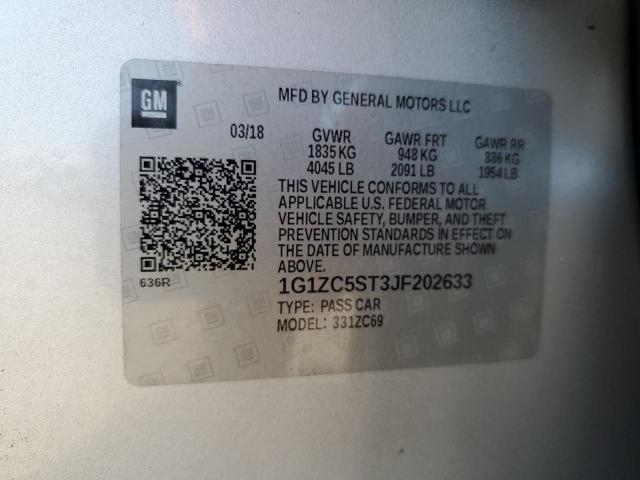 GM
MFD BY GENERAL MOTORS LLC
03/18 GVWR GAWR FRT GAWR RR
1835 KG 948 KG 886 KG
4045 LB 2091 LB 1954 LB
THIS VEHICLE CONFORMS TO ALL
APPLICABLE U.S. FEDERAL MOTOR
VEHICLE SAFETY, BUMPER, AND THEFT
PREVENTION STANDARDS IN EFFECT ON
THE DATE OF MANUFACTURE SHOWN
ABOVE.
636R
1G1ZC5ST3JF202633
TYPE: PASS CAR
MODEL: 331ZC69